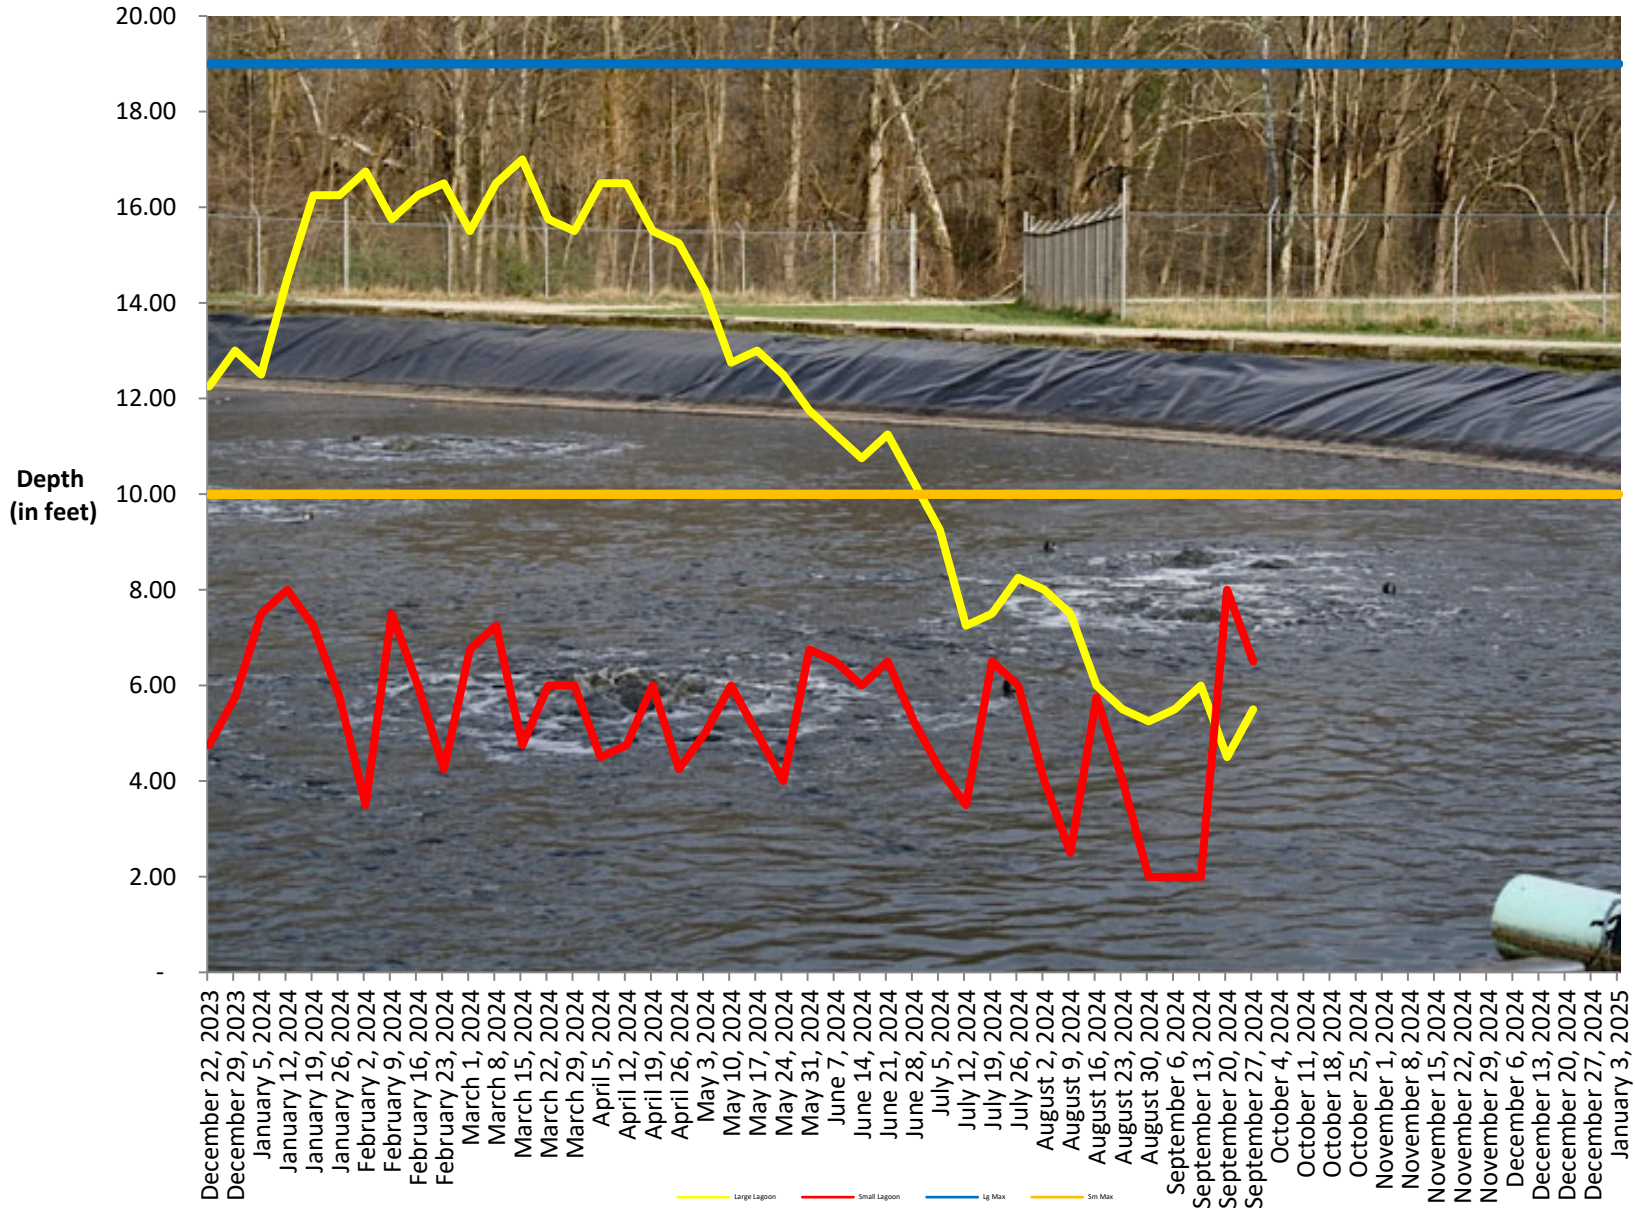 20.00
18.00
16.00
14.00
12.00
10.00
8.00
6.00
4.00
2.00
-
Depth
(in feet)
December 22, 2023
December 29, 2023
January 5, 2024
January 12, 2024
January 19, 2024
January 26, 2024
February 2, 2024
February 9, 2024
February 16, 2024
February 23, 2024
March 1, 2024
March 8, 2024
March 15, 2024
March 22, 2024
March 29, 2024
April 5, 2024
April 12, 2024
April 19, 2024
April 26, 2024
May 3, 2024
May 10, 2024
May 17, 2024
May 24, 2024
May 31, 2024
June 7, 2024
June 14, 2024
June 21, 2024
June 28, 2024
July 5, 2024
July 12, 2024
July 19, 2024
July 26, 2024
August 2, 2024
August 9, 2024
August 16, 2024
August 23, 2024
August 30, 2024
September 6, 2024
September 13, 2024
September 20, 2024
September 27, 2024
October 4, 2024
October 11, 2024
October 18, 2024
October 25, 2024
November 1, 2024
November 8, 2024
November 15, 2024
November 22, 2024
November 29, 2024
December 6, 2024
December 13, 2024
December 20, 2024
December 27, 2024
January 3, 2025
Large Lagoon
Small Lagoon
Lg Max
Sm Max